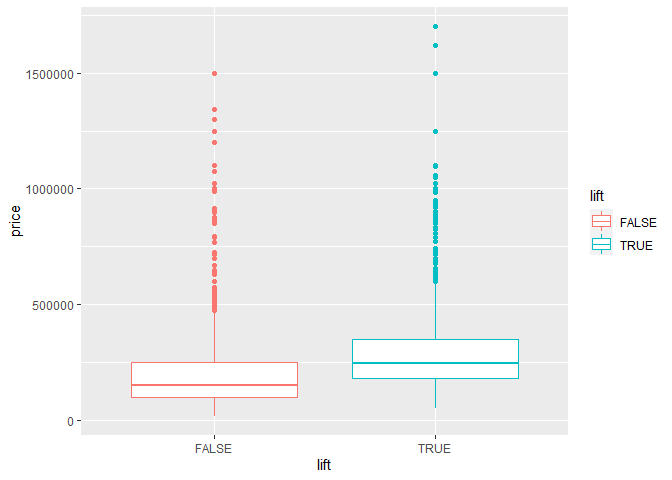 1500000
1000000
500000
0
price
FALSE
TRUE
lift
lift
FALSE
TRUE